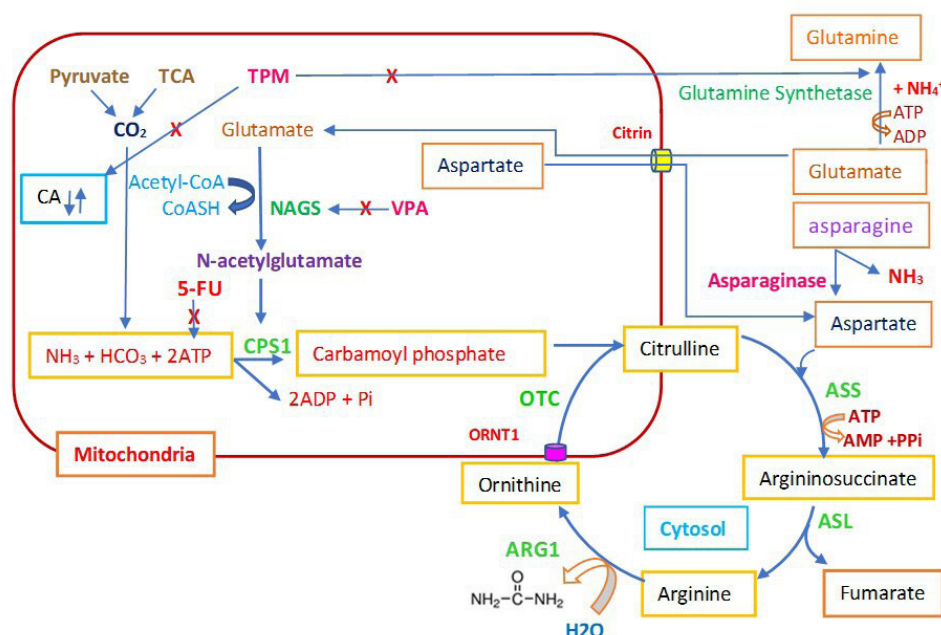 Glutamine
Pyruvate TCA TPM X
Glutamine Synthetase
+ NH₄⁺
ATP
ADP
CO₂ X Glutamate Citrin
Aspartate Glutamate
CA
Acetyl-CoA
CoASH
NAGS X VPA
asparagine
N-acetylglutamate
Asparaginase NH₃
5-FU
X
Aspartate
NH₃ + HCO₃ + 2ATP CPS1 Carbamoyl phosphate Citrulline
2ADP + Pi
OTC ASS
ATP
AMP +PPi
ORNT1
Mitochondria
Ornithine Argininosuccinate
Cytosol ASL
ARG1
O
NH₂–C–NH₂
Arginine Fumarate
H2O